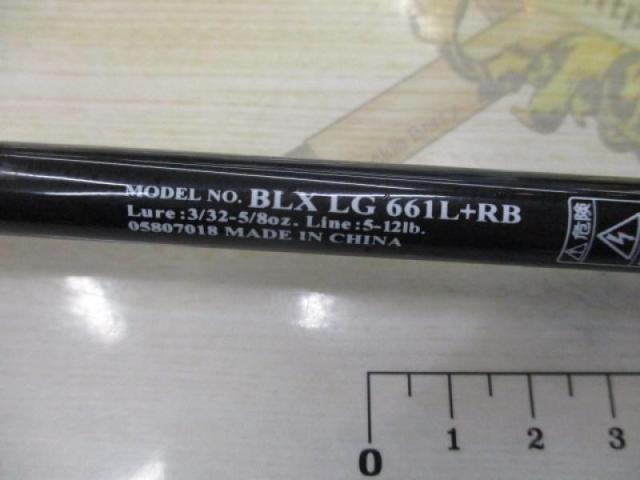 MODEL NO. BLX LG 661L+RB
Lure:3/32-5/8oz. Line:5-12lb.
05807018 MADE IN CHINA
危険
0 1 2 3